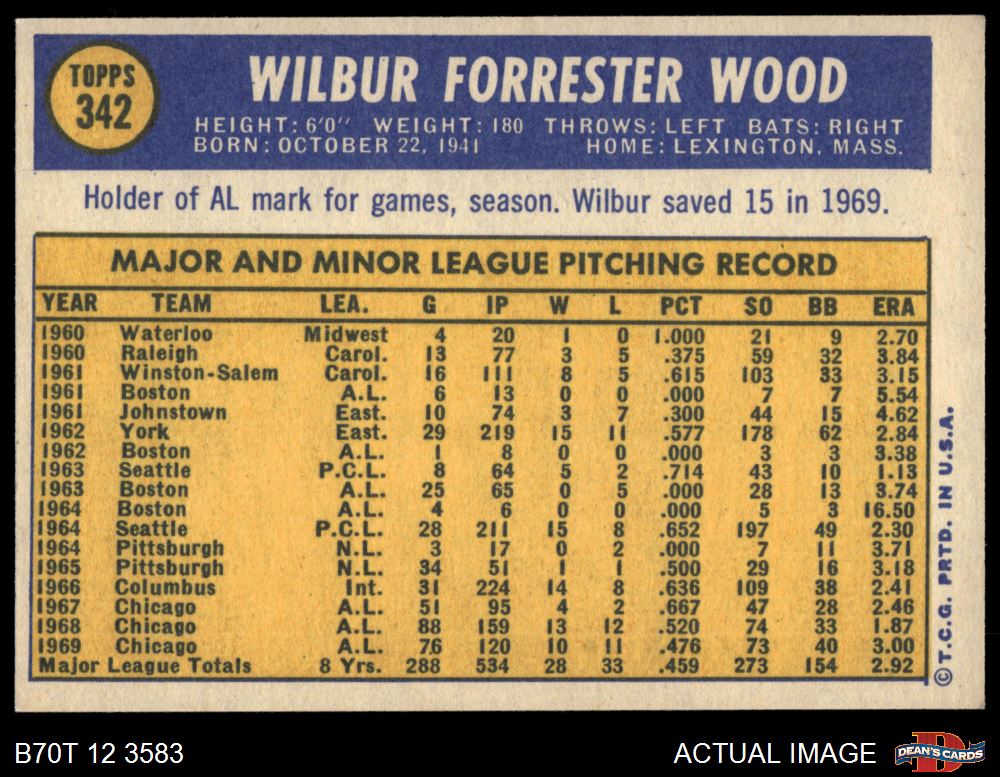 TOPPS
342
WILBUR FORRESTER WOOD
HEIGHT: 6'0" WEIGHT: 180 THROWS: LEFT BATS: RIGHT
BORN: OCTOBER 22, 1941 HOME: LEXINGTON, MASS.
Holder of AL mark for games, season. Wilbur saved 15 in 1969.
MAJOR AND MINOR LEAGUE PITCHING RECORD
YEAR TEAM LEA. G IP W L PCT SO BB ERA
1960 Waterloo Midwest 4 20 1 0 1.000 21 9 2.70
1960 Raleigh Carol. 13 77 3 5 .375 59 32 3.84
1961 Winston-Salem Carol. 16 111 8 5 .615 103 33 3.15
1961 Boston A.L. 6 13 0 0 .000 7 7 5.54
1961 Johnstown East. 10 74 3 7 .300 44 15 4.62
1962 York East. 29 219 15 11 .577 178 62 2.84
1962 Boston A.L. 1 8 0 0 .000 3 3 3.38
1963 Seattle P.C.L. 8 64 5 2 .714 43 10 1.13
1963 Boston A.L. 25 65 0 5 .000 28 13 3.74
1964 Boston A.L. 4 6 0 0 .000 5 3 16.50
1964 Seattle P.C.L. 28 211 15 8 .652 197 49 2.30
1964 Pittsburgh N.L. 3 17 0 2 .000 7 11 3.71
1965 Pittsburgh N.L. 34 51 1 1 .500 29 16 3.18
1966 Columbus Int. 31 224 14 8 .636 109 38 2.41
1967 Chicago A.L. 51 95 4 2 .667 47 28 2.46
1968 Chicago A.L. 88 159 13 12 .520 74 33 1.87
1969 Chicago A.L. 76 120 10 11 .476 73 40 3.00
Major League Totals 8 Yrs. 288 534 28 33 .459 273 154 2.92
©T.C.G. PRTD. IN U.S.A.
B70T 12 3583 ACTUAL IMAGE
DEAN'S CARDS